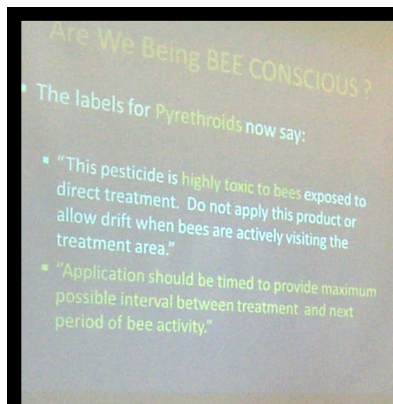 Are We Being BEE CONSCIOUS ?
▪ The labels for Pyrethroids now say:
▪ "This pesticide is highly toxic to bees exposed to
direct treatment. Do not apply this product or
allow drift when bees are actively visiting the
treatment area."
▪ "Application should be timed to provide maximum
possible interval between treatment and next
period of bee activity."